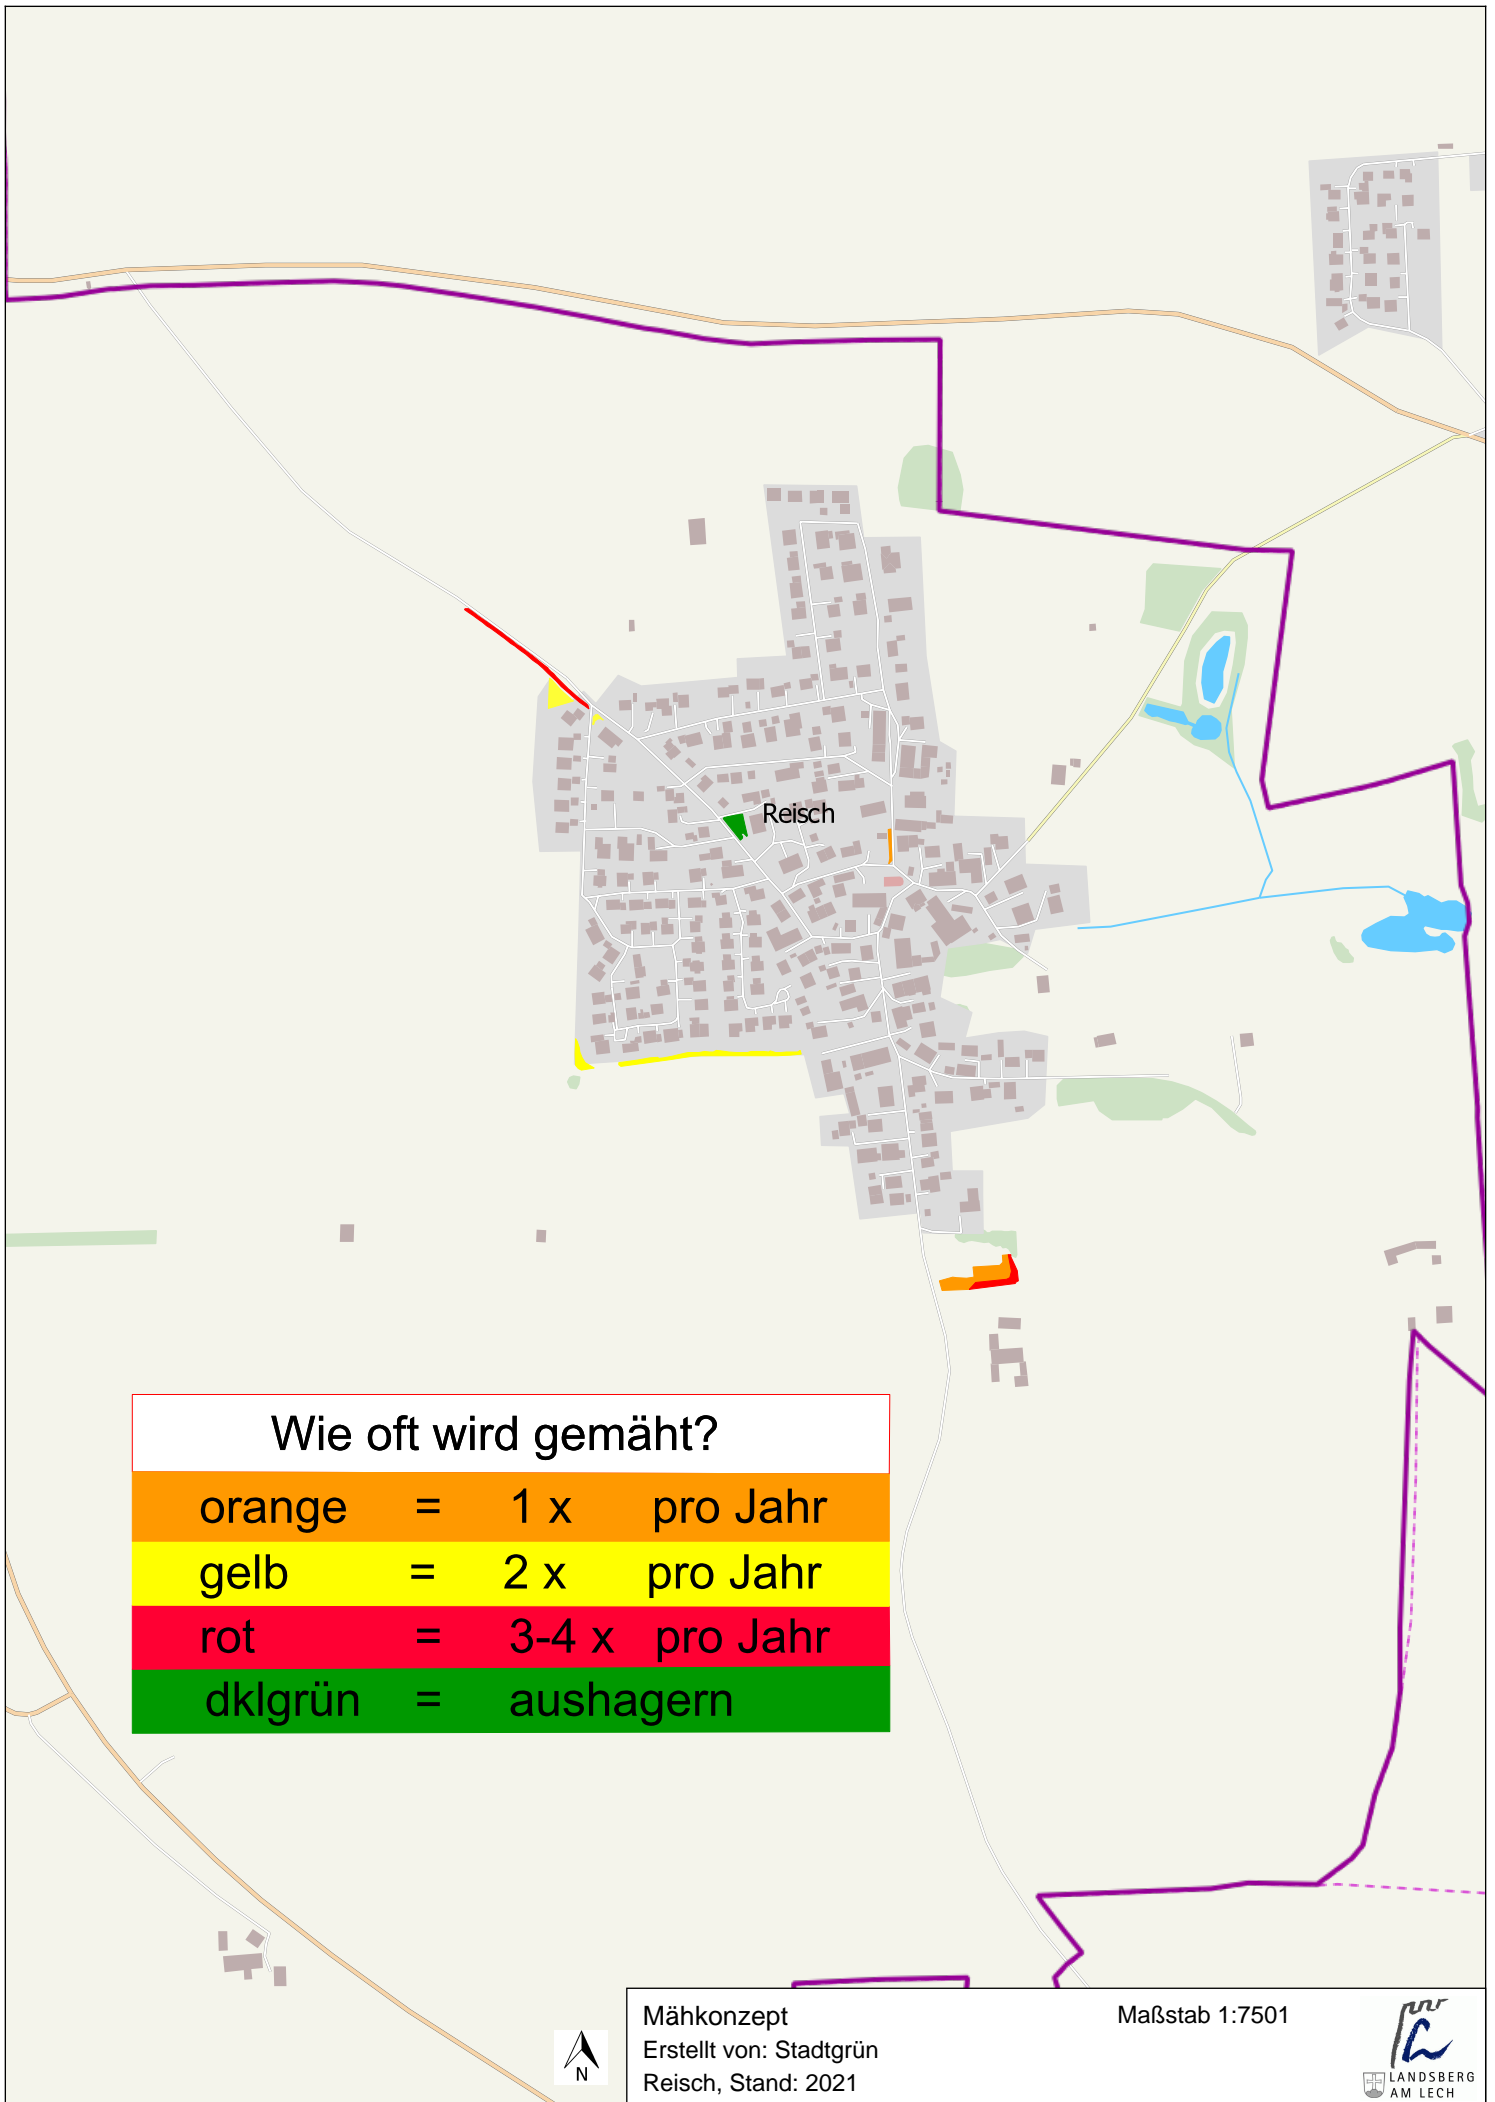 Reisch
Wie oft wird gemäht?
orange = 1 x pro Jahr
gelb = 2 x pro Jahr
rot = 3-4 x pro Jahr
dklgrün = aushagern
N
Mähkonzept Maßstab 1:7501
Erstellt von: Stadtgrün
Reisch, Stand: 2021
LANDSBERG
AM LECH